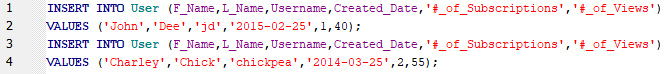 1 INSERT INTO User (F_Name,L_Name,Username,Created_Date,'#_of_Subscriptions','#_of_Views')
2 VALUES ('John','Dee','jd','2015-02-25',1,40);
3 INSERT INTO User (F_Name,L_Name,Username,Created_Date,'#_of_Subscriptions','#_of_Views')
4 VALUES ('Charley','Chick','chickpea','2014-03-25',2,55);